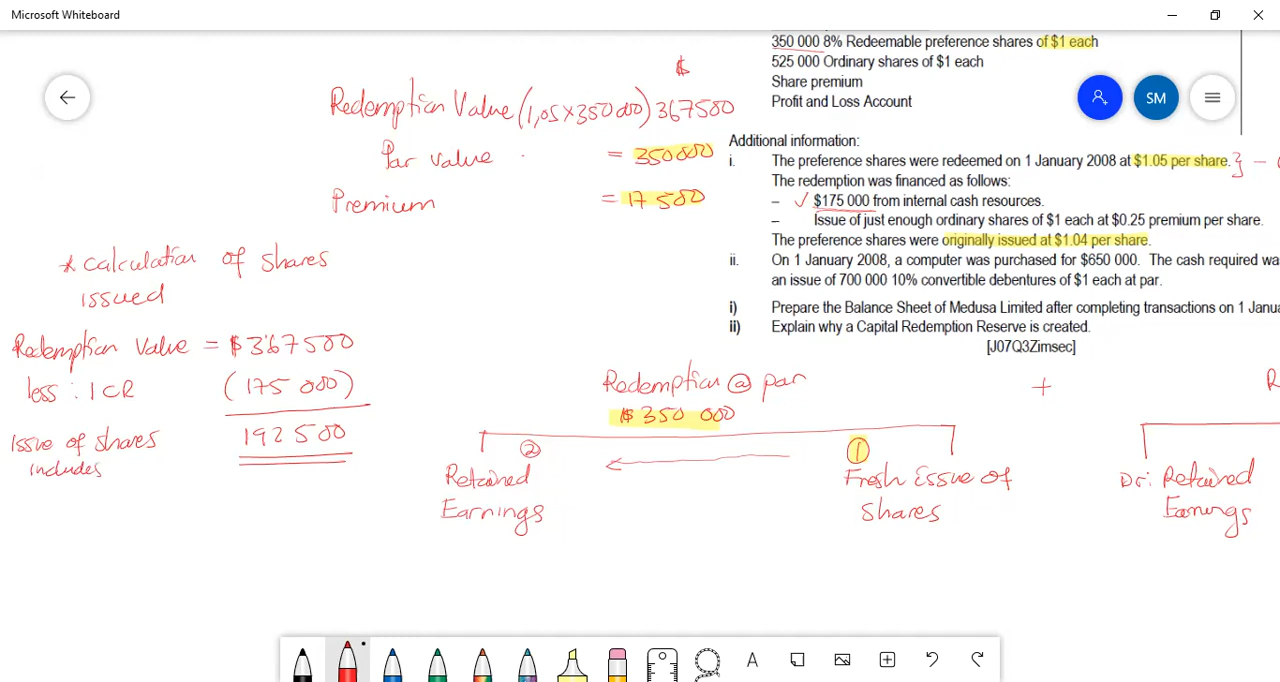 Microsoft Whiteboard
350 000 8% Redeemable preference shares of $1 each
525 000 Ordinary shares of $1 each
Share premium
Profit and Loss Account
SM
$
Redemption Value (1,05×350000) 367500
Par value = 350000
Premium = 17 500
Additional information:
i. The preference shares were redeemed on 1 January 2008 at $1.05 per share. } -
The redemption was financed as follows:
– ✓ $175 000 from internal cash resources.
– Issue of just enough ordinary shares of $1 each at $0.25 premium per share.
The preference shares were originally issued at $1.04 per share.
ii. On 1 January 2008, a computer was purchased for $650 000. The cash required wa
an issue of 700 000 10% convertible debentures of $1 each at par.
i) Prepare the Balance Sheet of Medusa Limited after completing transactions on 1 Janua
ii) Explain why a Capital Redemption Reserve is created.
[J07Q3Zimsec]
* Calculation of shares
issued
Redemption Value = $367500
less : ICR (175 000)
Issue of shares 192 500
includes
Redemption @ par + R
$350 000
② ①
Retained Fresh issue of Dr: Retained
Earnings Shares Earnings
A